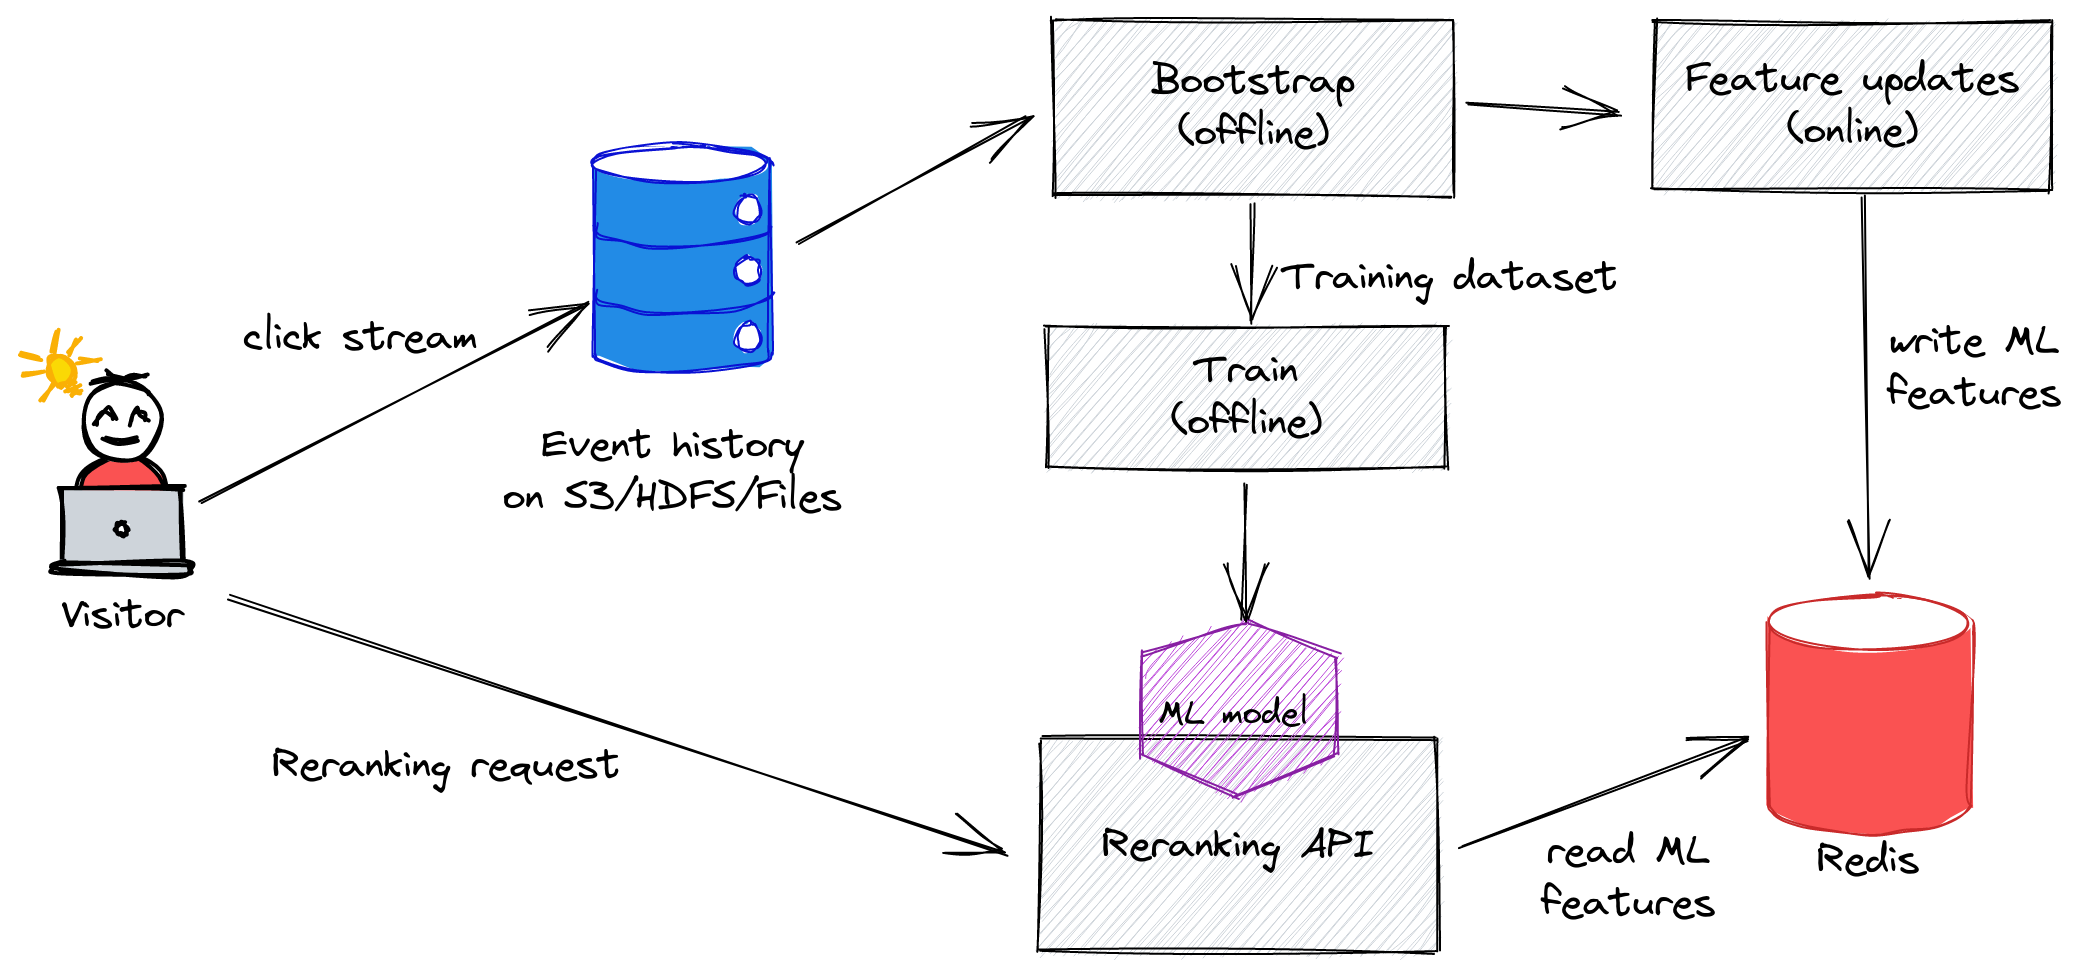 Bootstrap
(offline)
Feature updates
(online)
Training dataset
click stream
Train
(offline)
write ML
features
Event history
on S3/HDFS/Files
Visitor
ML model
Reranking request
Reranking API
read ML
features
Redis